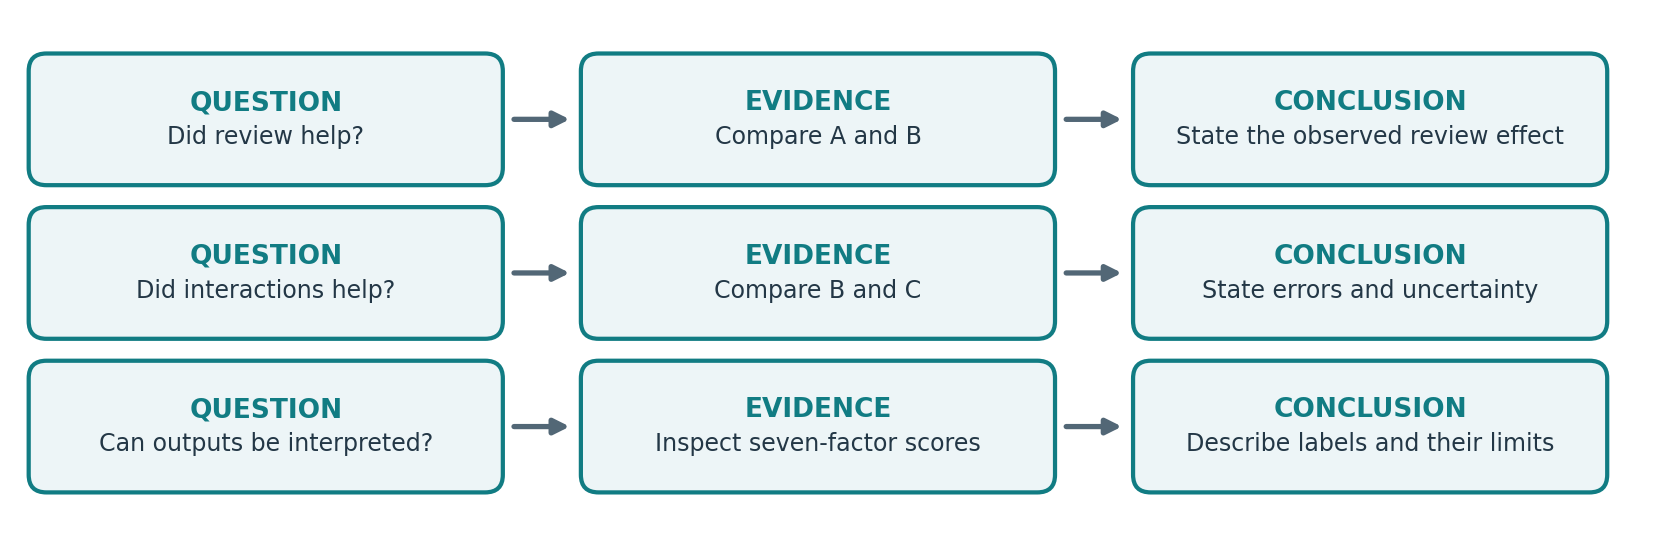 QUESTION
Did review help?
EVIDENCE
Compare A and B
CONCLUSION
State the observed review effect
QUESTION
Did interactions help?
EVIDENCE
Compare B and C
CONCLUSION
State errors and uncertainty
QUESTION
Can outputs be interpreted?
EVIDENCE
Inspect seven-factor scores
CONCLUSION
Describe labels and their limits